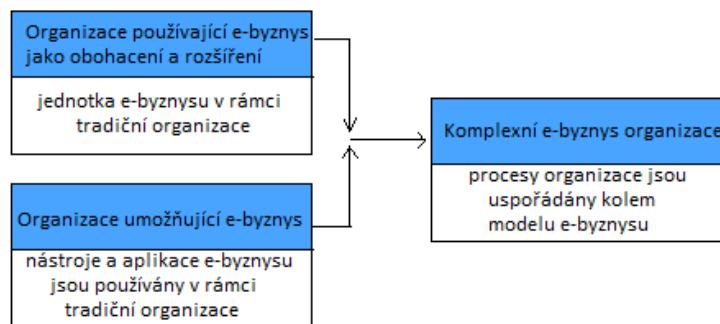 Organizace používající e-byznys
jako obohacení a rozšíření
jednotka e-byznysu v rámci
tradiční organizace
Organizace umožňující e-byznys
nástroje a aplikace e-byznysu
jsou používány v rámci
tradiční organizace
Komplexní e-byznys organizace
procesy organizace jsou
uspořádány kolem
modelu e-byznysu